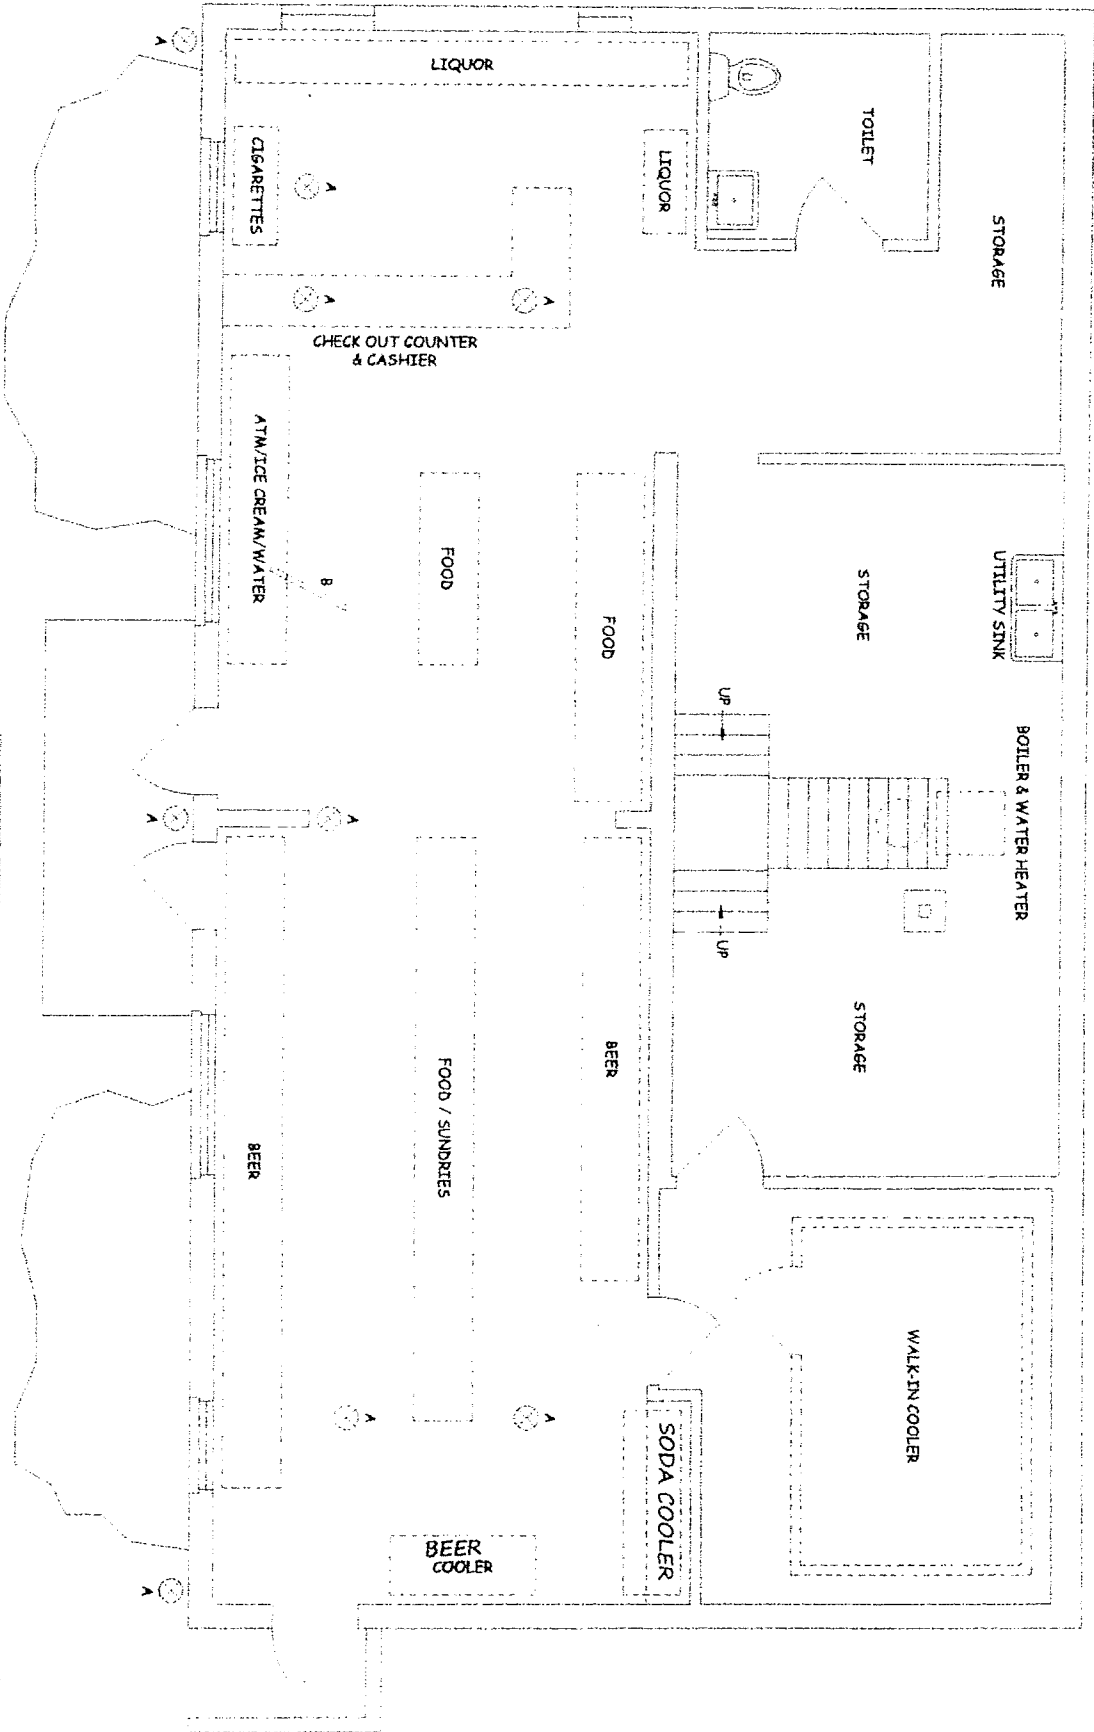 LIQUOR
LIQUOR
CIGARETTES
TOILET
STORAGE
A
A
A
A
CHECK OUT COUNTER
& CASHIER
ATM/ICE CREAM/WATER
B
FOOD
FOOD
STORAGE
UTILITY SINK
UP
BOILER & WATER HEATER
A
A
UP
STORAGE
BEER
FOOD / SUNDRIES
BEER
WALK-IN COOLER
A
A
SODA COOLER
BEER
COOLER
A